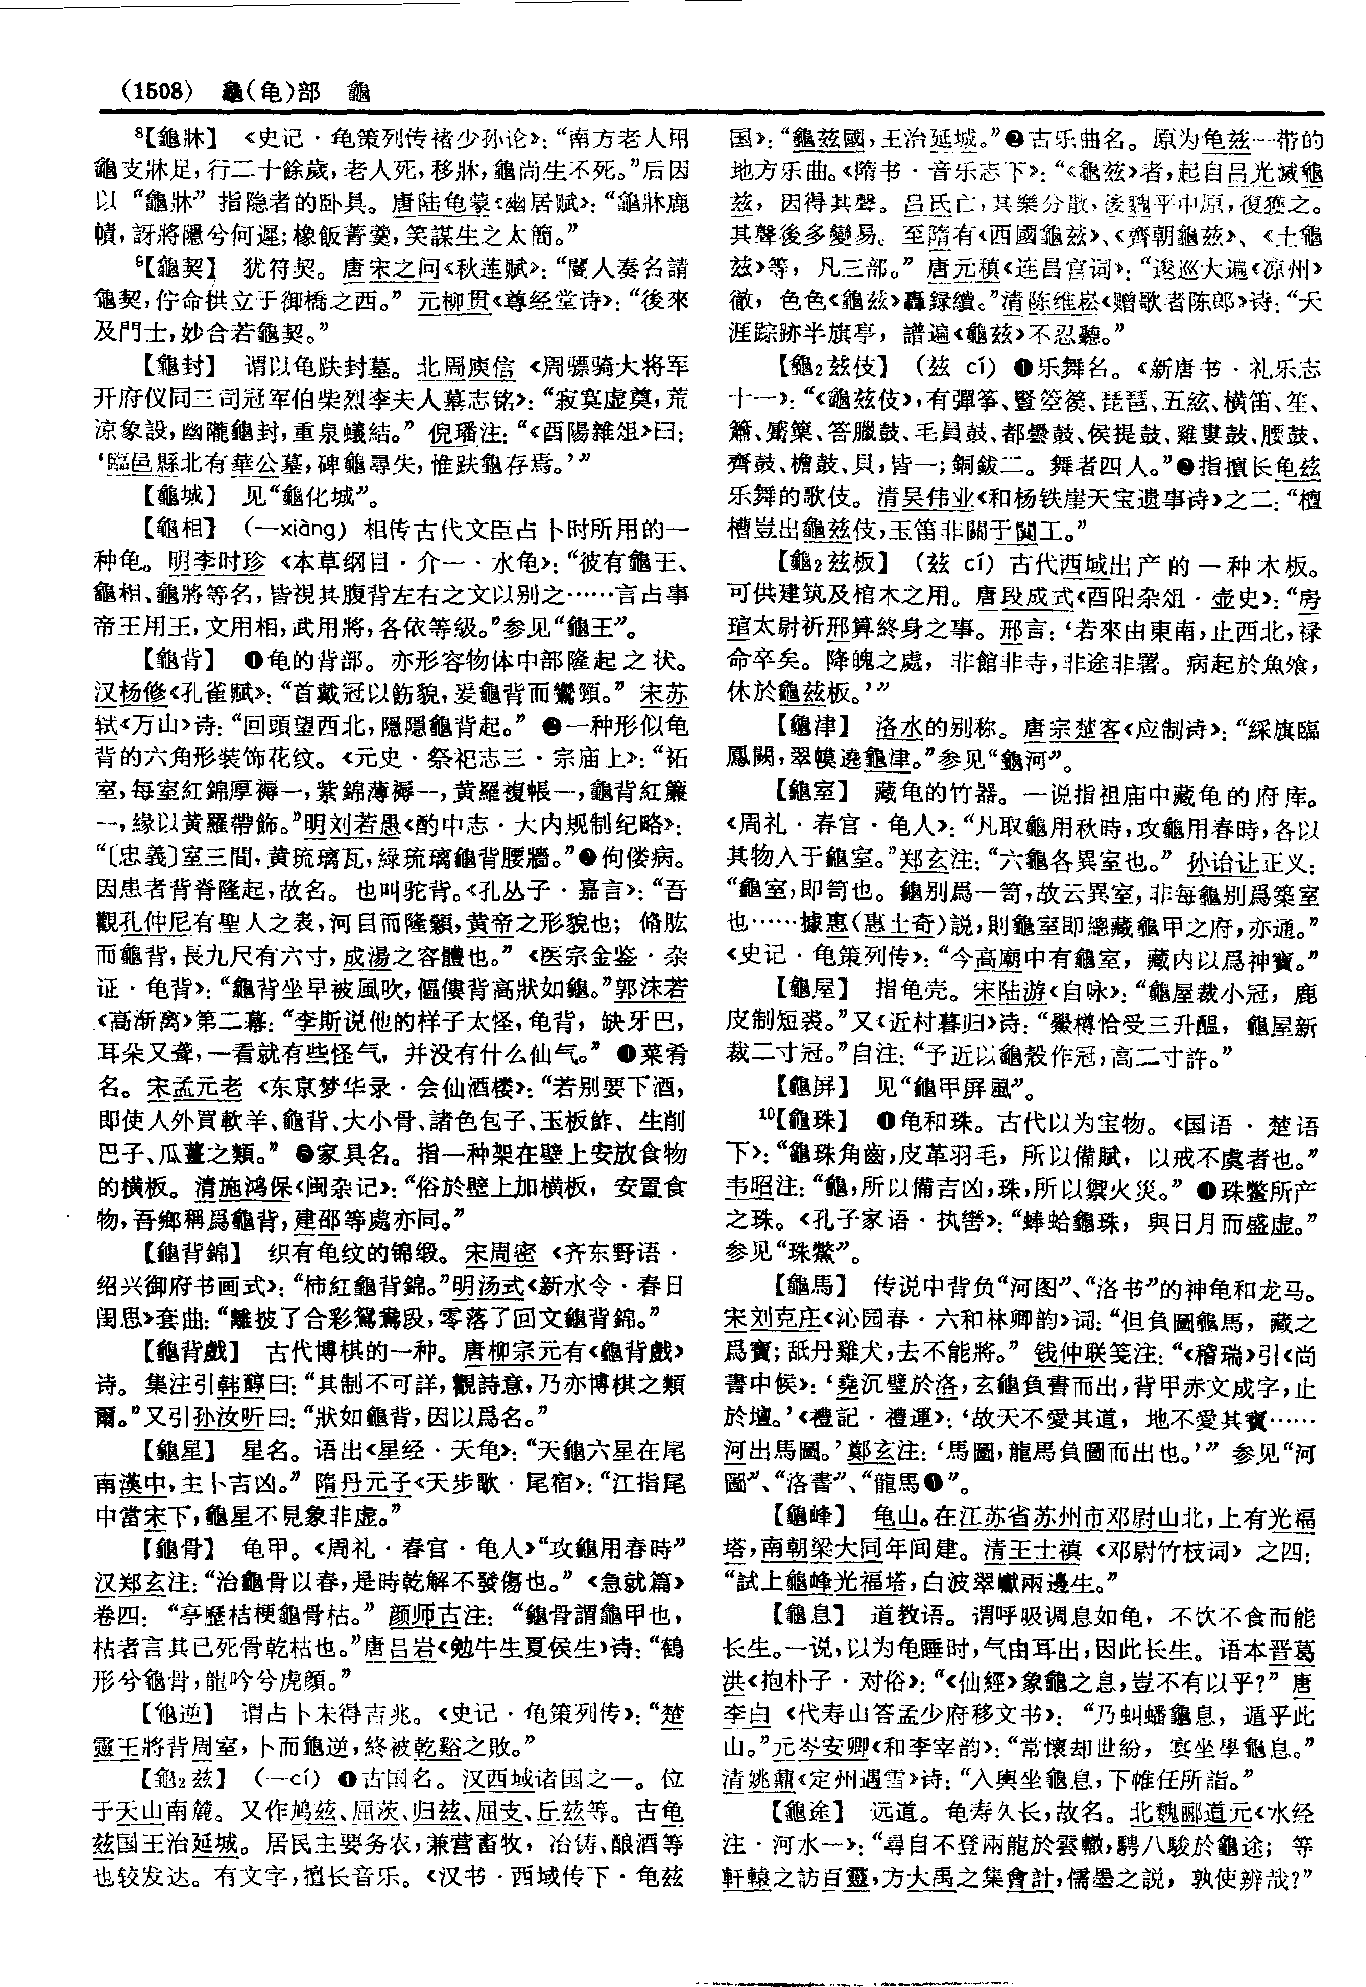 (1508) 龜(龟)部 龜
⁸【龜牀】 《史记·龟策列传褚少孙论》：“南方老人用
龜支牀足，行二十餘歲，老人死，移牀，龜尚生不死。”后因
以“龜牀”指隐者的卧具。唐陆龟蒙《幽居赋》：“龜牀鹿
幘，訝將隱兮何遲；橡飯菁羹，笑謀生之太簡。”
⁹【龜契】 犹符契。唐宋之问《秋莲赋》：“閽人奏名請
龜契，佇命拱立于御橋之西。”元柳贯《尊经堂诗》：“後來
及門士，妙合若龜契。”
【龜封】 谓以龟趺封墓。北周庾信《周骠骑大将军
开府仪同三司冠军伯柴烈李夫人墓志铭》：“寂寞虚奠，荒
凉象設，幽隴龜封，重泉蟻結。”倪璠注：“《酉陽雜俎》曰：
‘臨邑縣北有華公墓，碑龜尋失，惟趺龜存焉。’”
【龜城】 见“龜化城”。
【龜相】 (—xiàng) 相传古代文臣占卜时所用的一
种龟。明李时珍《本草纲目·介一·水龟》：“彼有龜王、
龜相、龜將等名，皆視其腹背左右之文以别之……言占事
帝王用王，文用相，武用將，各依等級。”参见“龜王”。
【龜背】 ❶龟的背部。亦形容物体中部隆起之状。
汉杨修《孔雀赋》：“首戴冠以飾貌，爰龜背而鸞頸。”宋苏
轼《万山》诗：“回頭望西北，隱隱龜背起。”❷一种形似龟
背的六角形装饰花纹。《元史·祭祀志三·宗庙上》：“祏
室，每室紅錦厚褥一，紫錦薄褥一，黄羅複帳一，龜背紅簾
一，緣以黄羅帶飾。”明刘若愚《酌中志·大内规制纪略》：
“〔忠義〕室三間，黄琉璃瓦，緑琉璃龜背腰牆。”❸佝偻病。
因患者背脊隆起，故名。也叫驼背。《孔丛子·嘉言》：“吾
觀孔仲尼有聖人之表，河目而隆顙，黄帝之形貌也；脩肱
而龜背，長九尺有六寸，成湯之容體也。”《医宗金鉴·杂
证·龟背》：“龜背坐早被風吹，傴僂背高狀如龜。”郭沫若
《高渐离》第二幕：“李斯说他的样子太怪，龟背，缺牙巴，
耳朵又聋，一看就有些怪气，并没有什么仙气。”❹菜肴
名。宋孟元老《东京梦华录·会仙酒楼》：“若别要下酒，
即使人外買軟羊、龜背、大小骨、諸色包子、玉板鮓、生削
巴子、瓜薑之類。”❺家具名。指一种架在壁上安放食物
的横板。清施鸿保《闽杂记》：“俗於壁上加横板，安置食
物，吾鄉稱爲龜背，建邵等處亦同。”
【龜背錦】 织有龟纹的锦缎。宋周密《齐东野语·
绍兴御府书画式》：“柿紅龜背錦。”明汤式《新水令·春日
闺思》套曲：“離披了合彩鴛鴦段，零落了回文龜背錦。”
【龜背戲】 古代博棋的一种。唐柳宗元有《龜背戲》
诗。集注引韩醇曰：“其制不可詳，觀詩意，乃亦博棋之類
爾。”又引孙汝听曰：“狀如龜背，因以爲名。”
【龜星】 星名。语出《星经·天龟》：“天龜六星在尾
南漢中，主卜吉凶。”隋丹元子《天步歌·尾宿》：“江指尾
中當宋下，龜星不見象非虚。”
【龜骨】 龟甲。《周礼·春官·龟人》“攻龜用春時”
汉郑玄注：“治龜骨以春，是時乾解不發傷也。”《急就篇》
卷四：“亭歷桔梗龜骨枯。”颜师古注：“龜骨謂龜甲也，
枯者言其已死骨乾枯也。”唐吕岩《勉牛生夏侯生》诗：“鹤
形兮龜骨，龍吟兮虎顔。”
【龜逆】 谓占卜未得吉兆。《史记·龟策列传》：“楚
靈王將背周室，卜而龜逆，終被乾谿之敗。”
【龜₂兹】 (—cí) ❶古国名。汉西域诸国之一。位
于天山南麓。又作鸠兹、屈茨、归兹、屈支、丘兹等。古龟
兹国王治延城。居民主要务农，兼营畜牧，冶铸、酿酒等
也较发达。有文字，擅长音乐。《汉书·西域传下·龟兹
国》：“龜兹國，王治延城。”❷古乐曲名。原为龟兹一带的
地方乐曲。《隋书·音乐志下》：“《龜兹》者，起自吕光滅龜
兹，因得其聲。吕氏亡，其樂分散，後魏平中原，復獲之。
其聲後多變易。至隋有《西國龜兹》、《齊朝龜兹》、《土龜
兹》等，凡三部。”唐元稹《连昌宫词》：“逡巡大遍《凉州》
徹，色色《龜兹》轟録續。”清陈维崧《赠歌者陈郎》诗：“天
涯踪跡半旗亭，譜遍《龜兹》不忍聽。”
【龜₂兹伎】 (兹 cí) ❶乐舞名。《新唐书·礼乐志
十一》：“《龜兹伎》，有彈筝、豎箜篌、琵琶、五絃、横笛、笙、
簫、觱篥、答臘鼓、毛員鼓、都曇鼓、侯提鼓、雞婁鼓、腰鼓、
齊鼓、檐鼓、貝，皆一；銅鈸二。舞者四人。”❷指擅长龟兹
乐舞的歌伎。清吴伟业《和杨铁崖天宝遗事诗》之二：“檀
槽豈出龜兹伎，玉笛非關于闐工。”
【龜₂兹板】 (兹 cí) 古代西域出产的一种木板。
可供建筑及棺木之用。唐段成式《酉阳杂俎·壶史》：“房
琯太尉祈邢算終身之事。邢言：‘若來由東南，止西北，禄
命卒矣。降魄之處，非館非寺，非途非署。病起於魚飧，
休於龜兹板。’”
【龜津】 洛水的别称。唐宗楚客《应制诗》：“綵旗臨
鳳闕，翠幙遶龜津。”参见“龜河”。
【龜室】 藏龟的竹器。一说指祖庙中藏龟的府库。
《周礼·春官·龟人》：“凡取龜用秋時，攻龜用春時，各以
其物入于龜室。”郑玄注：“六龜各異室也。”孙诒让正义：
“龜室，即笥也。龜别爲一笥，故云異室，非每龜别爲築室
也……據惠(惠士奇)説，則龜室即總藏龜甲之府，亦通。”
《史记·龟策列传》：“今高廟中有龜室，藏内以爲神寶。”
【龜屋】 指龟壳。宋陆游《自咏》：“龜屋裁小冠，鹿
皮制短裘。”又《近村暮归》诗：“鱟樽恰受三升醖，龜屋新
裁二寸冠。”自注：“予近以龜殼作冠，高二寸許。”
【龜屏】 见“龜甲屏風”。
¹⁰【龜珠】 ❶龟和珠。古代以为宝物。《国语·楚语
下》：“龜珠角齒，皮革羽毛，所以備賦，以戒不虞者也。”
韦昭注：“龜，所以備吉凶，珠，所以禦火災。”❶珠鳖所产
之珠。《孔子家语·执辔》：“蜯蛤龜珠，與日月而盛虚。”
参见“珠鱉”。
【龜馬】 传说中背负“河图”、“洛书”的神龟和龙马。
宋刘克庄《沁园春·六和林卿韵》词：“但負圖龜馬，藏之
爲寶；舐丹雞犬，去不能將。”钱仲联笺注：“《稽瑞》引《尚
書中候》：‘堯沉璧於洛，玄龜負書而出，背甲赤文成字，止
於壇。’《禮記·禮運》：‘故天不愛其道，地不愛其寶……
河出馬圖。’鄭玄注：‘馬圖，龍馬負圖而出也。’”参见“河
圖”、“洛書”、“龍馬❶”。
【龜峰】 龟山。在江苏省苏州市邓尉山北，上有光福
塔，南朝梁大同年间建。清王士禛《邓尉竹枝词》之四：
“試上龜峰光福塔，白波翠巘兩邊生。”
【龜息】 道教语。谓呼吸调息如龟，不饮不食而能
长生。一说，以为龟睡时，气由耳出，因此长生。语本晋葛
洪《抱朴子·对俗》：“《仙經》象龜之息，豈不有以乎？”唐
李白《代寿山答孟少府移文书》：“乃虯蟠龜息，遁乎此
山。”元岑安卿《和李宰韵》：“常懷却世紛，宴坐學龜息。”
清姚鼐《定州遇雪》诗：“入輿坐龜息，下帷任所詣。”
【龜途】 远道。龟寿久长，故名。北魏郦道元《水经
注·河水一》：“尋自不登兩龍於雲轍，騁八駿於龜途；等
軒轅之訪百靈，方大禹之集會計，儒墨之説，孰使辨哉？”